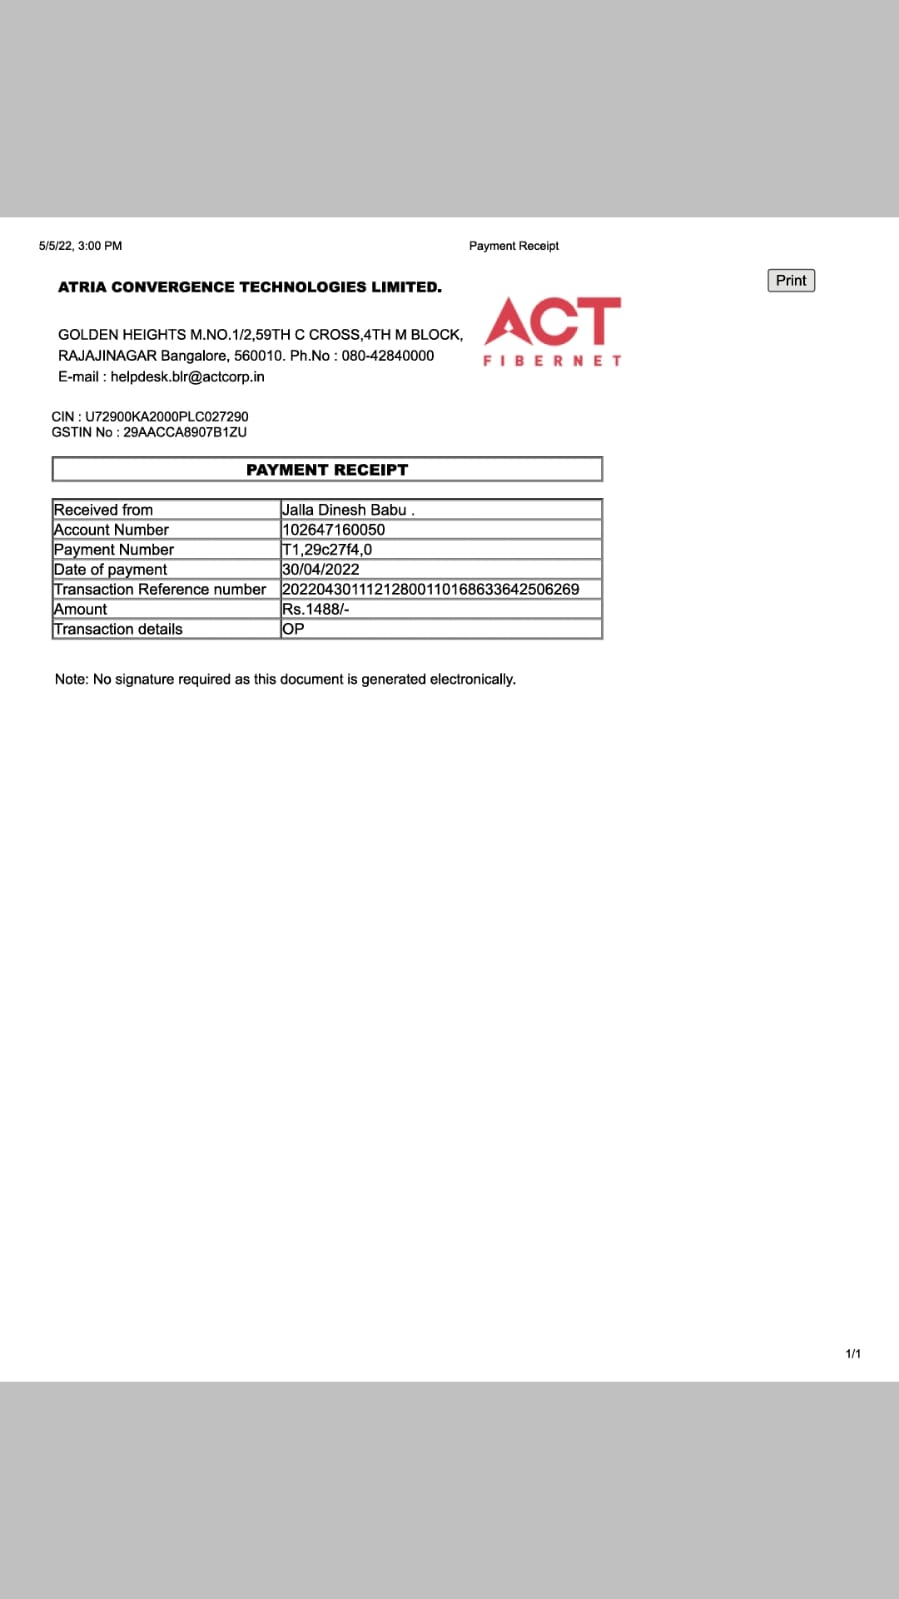 5/5/22, 3:00 PM
Payment Receipt
Print
ATRIA CONVERGENCE TECHNOLOGIES LIMITED.
GOLDEN HEIGHTS M.NO.1/2,59TH C CROSS,4TH M BLOCK,
RAJAJINAGAR Bangalore, 560010. Ph.No : 080-42840000
E-mail : helpdesk.blr@actcorp.in
ACT
FIBERNET
CIN : U72900KA2000PLC027290
GSTIN No : 29AACCA8907B1ZU
PAYMENT RECEIPT
Received from Jalla Dinesh Babu .
Account Number 102647160050
Payment Number T1,29c27f4,0
Date of payment 30/04/2022
Transaction Reference number 20220430111212800110168633642506269
Amount Rs.1488/-
Transaction details OP
Note: No signature required as this document is generated electronically.
1/1